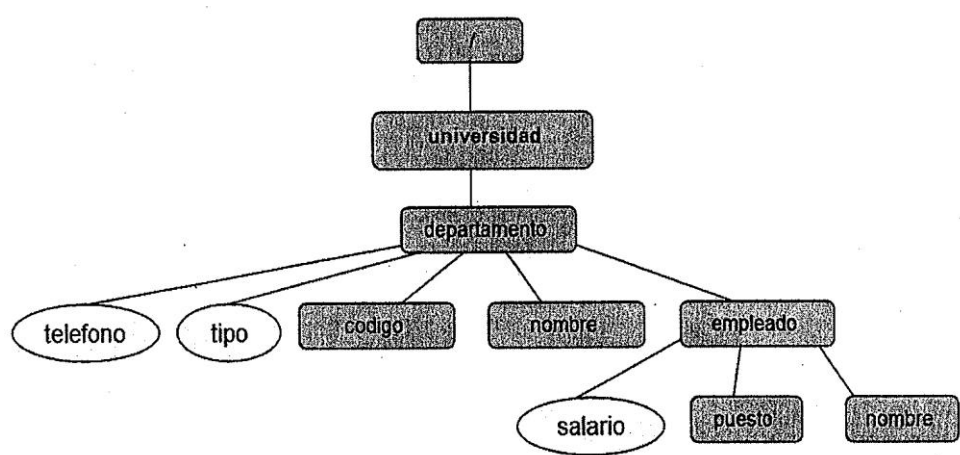 /
universidad
departamento
telefono
tipo
codigo
nombre
empleado
salario
puesto
nombre